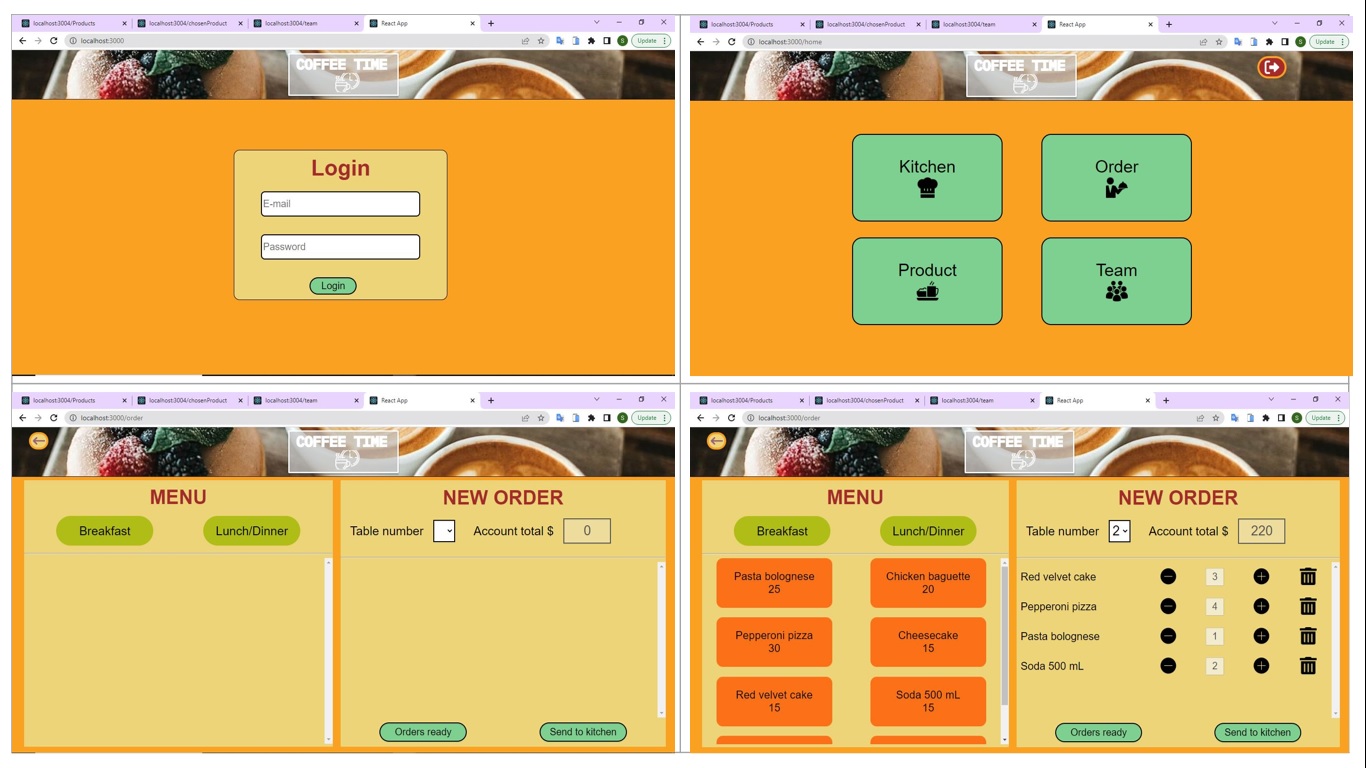 localhost:3004/Products
localhost:3004/chosenProduct
localhost:3004/team
React App
localhost:3000
S
Update
COFFEE TIME
Login
E-mail
Password
Login
localhost:3004/Products
localhost:3004/chosenProduct
localhost:3004/team
React App
localhost:3000/home
S
Update
COFFEE TIME
Kitchen
Order
Product
Team
localhost:3004/Products
localhost:3004/chosenProduct
localhost:3004/team
React App
localhost:3000/order
S
Update
COFFEE TIME
MENU
Breakfast
Lunch/Dinner
NEW ORDER
Table number
Account total $
0
Orders ready
Send to kitchen
localhost:3004/Products
localhost:3004/chosenProduct
localhost:3004/team
React App
localhost:3000/order
S
Update
COFFEE TIME
MENU
Breakfast
Lunch/Dinner
Pasta bolognese
25
Chicken baguette
20
Pepperoni pizza
30
Cheesecake
15
Red velvet cake
15
Soda 500 mL
15
NEW ORDER
Table number 2
Account total $ 220
Red velvet cake 3
Pepperoni pizza 4
Pasta bolognese 1
Soda 500 mL 2
Orders ready
Send to kitchen